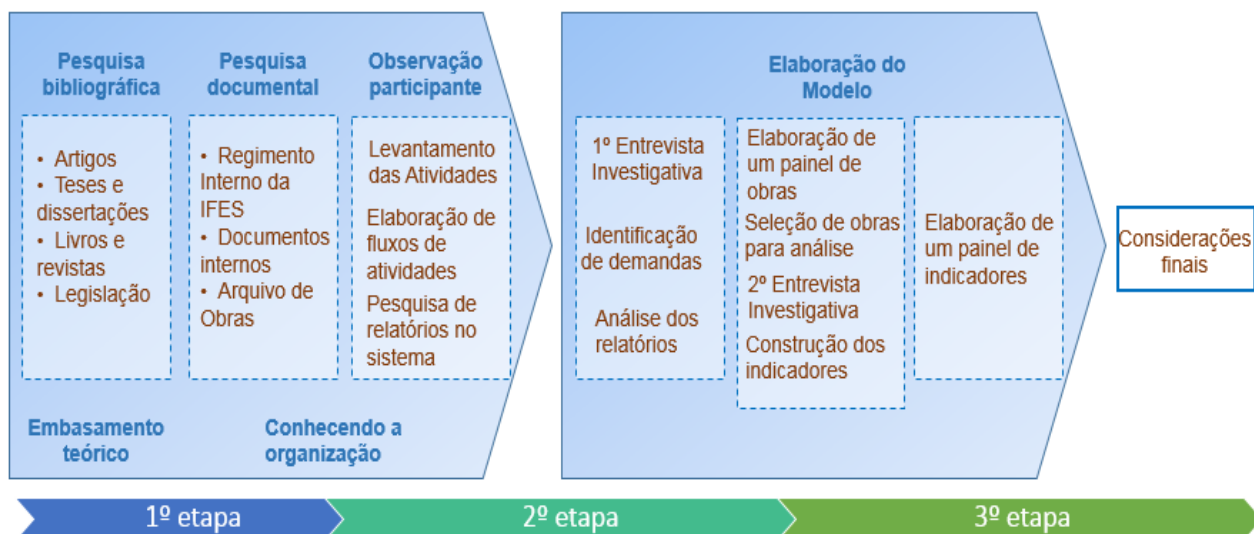 Pesquisa
bibliográfica
• Artigos
• Teses e
dissertações
• Livros e
revistas
• Legislação
Embasamento
teórico
Pesquisa
documental
• Regimento
Interno da
IFES
• Documentos
internos
• Arquivo de
Obras
Observação
participante
Levantamento
das Atividades
Elaboração de
fluxos de
atividades
Pesquisa de
relatórios no
sistema
Conhecendo a
organização
Elaboração do
Modelo
1º Entrevista
Investigativa
Identificação
de demandas
Análise dos
relatórios
Elaboração de
um painel de
obras
Seleção de obras
para análise
2º Entrevista
Investigativa
Construção dos
indicadores
Elaboração de
um painel de
indicadores
Considerações
finais
1º etapa
2º etapa
3º etapa